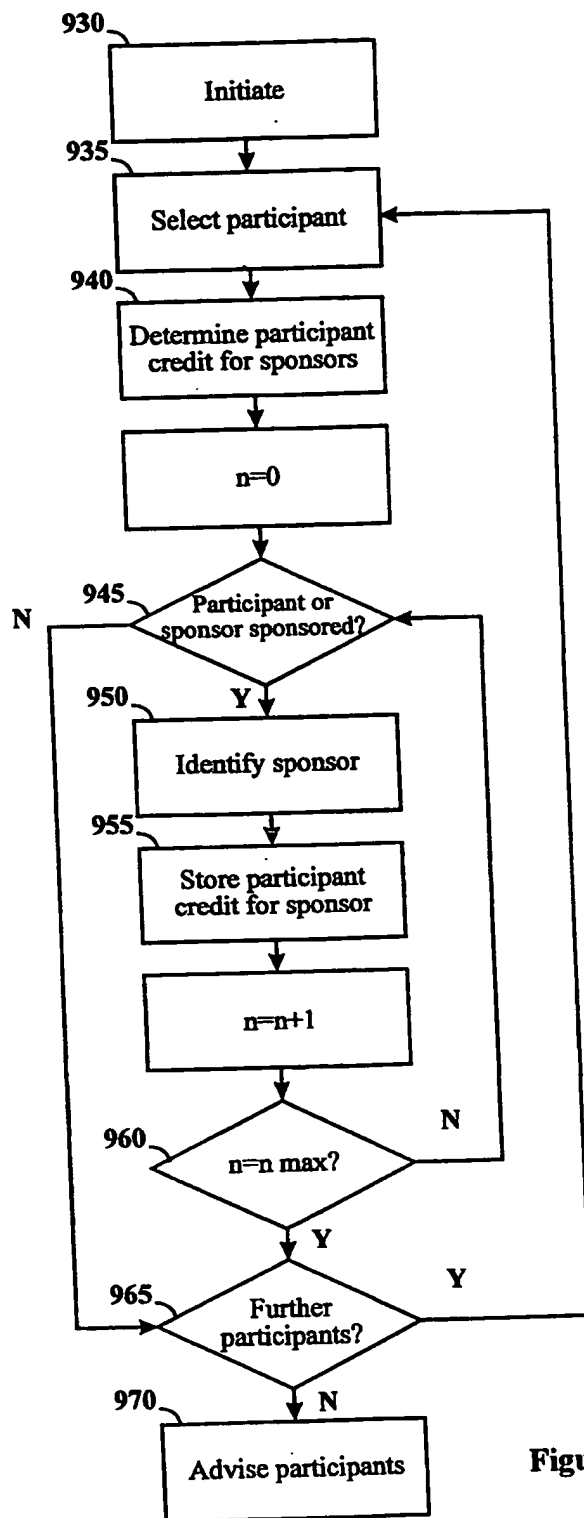 930
Initiate
935
Select participant
940
Determine participant
credit for sponsors
n=0
945
N
Participant or
sponsor sponsored?
Y
950
Identify sponsor
955
Store participant
credit for sponsor
n=n+1
960
N
n=n max?
Y
965
Y
Further
participants?
N
970
Advise participants